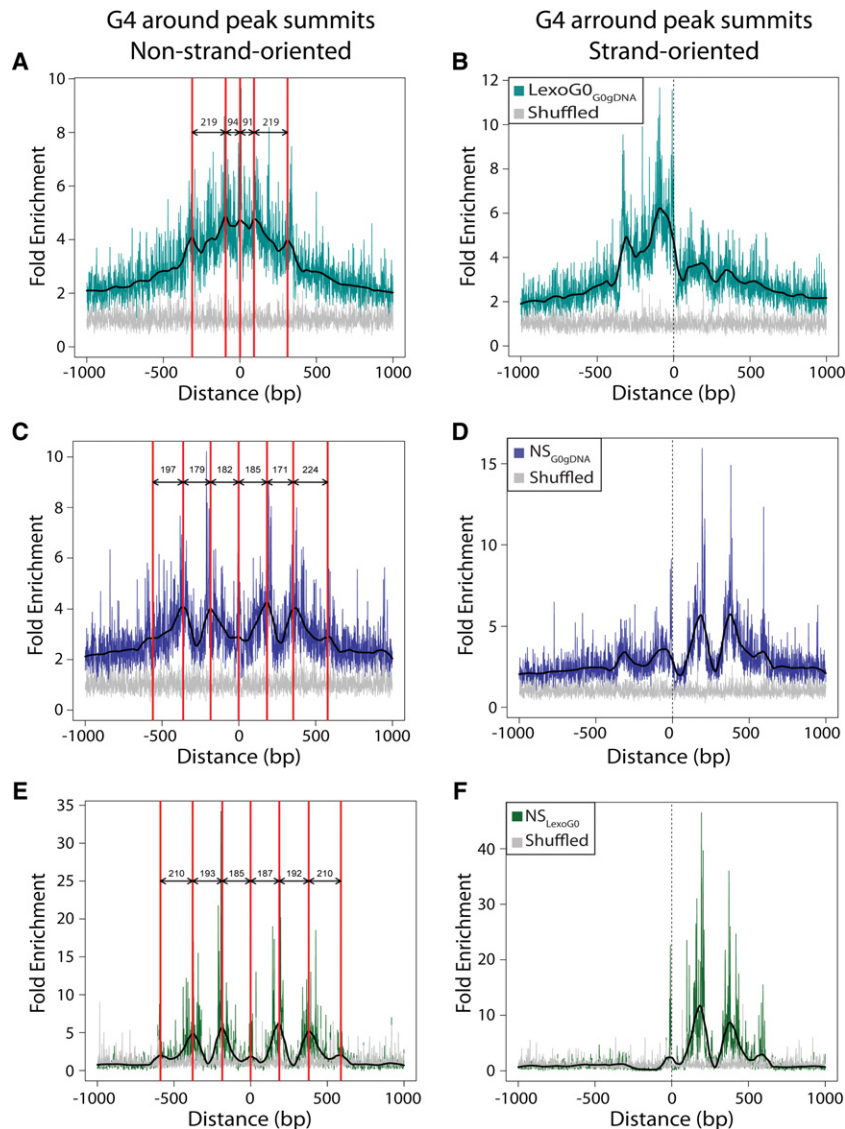 G4 around peak summits
Non-strand-oriented
G4 arround peak summits
Strand-oriented
A
10
8
6
4
2
0
Fold Enrichment
219
94
91
219
-1000
-500
0
500
1000
Distance (bp)
B
12
10
8
6
4
2
0
Fold Enrichment
LexoG0G0gDNA
Shuffled
-1000
-500
0
500
1000
Distance (bp)
C
10
8
6
4
2
0
Fold Enrichment
197
179
182
185
171
224
-1000
-500
0
500
1000
Distance (bp)
D
15
10
5
0
Fold Enrichment
NSG0gDNA
Shuffled
-1000
-500
0
500
1000
Distance (bp)
E
35
30
25
20
15
10
5
0
Fold Enrichment
210
193
185
187
192
210
-1000
-500
0
500
1000
Distance (bp)
F
40
30
20
10
0
Fold Enrichment
NSLexoG0
Shuffled
-1000
-500
0
500
1000
Distance (bp)